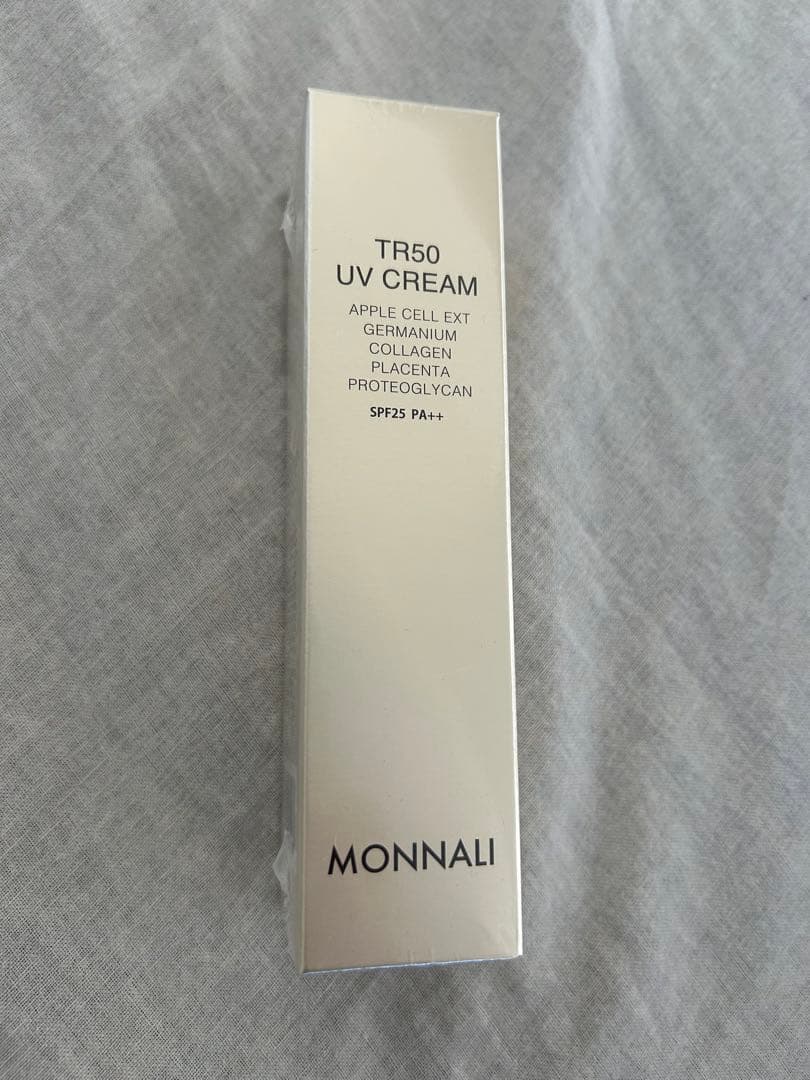 TR50
UV CREAM
APPLE CELL EXT
GERMANIUM
COLLAGEN
PLACENTA
PROTEOGLYCAN
SPF25 PA++
MONNALI